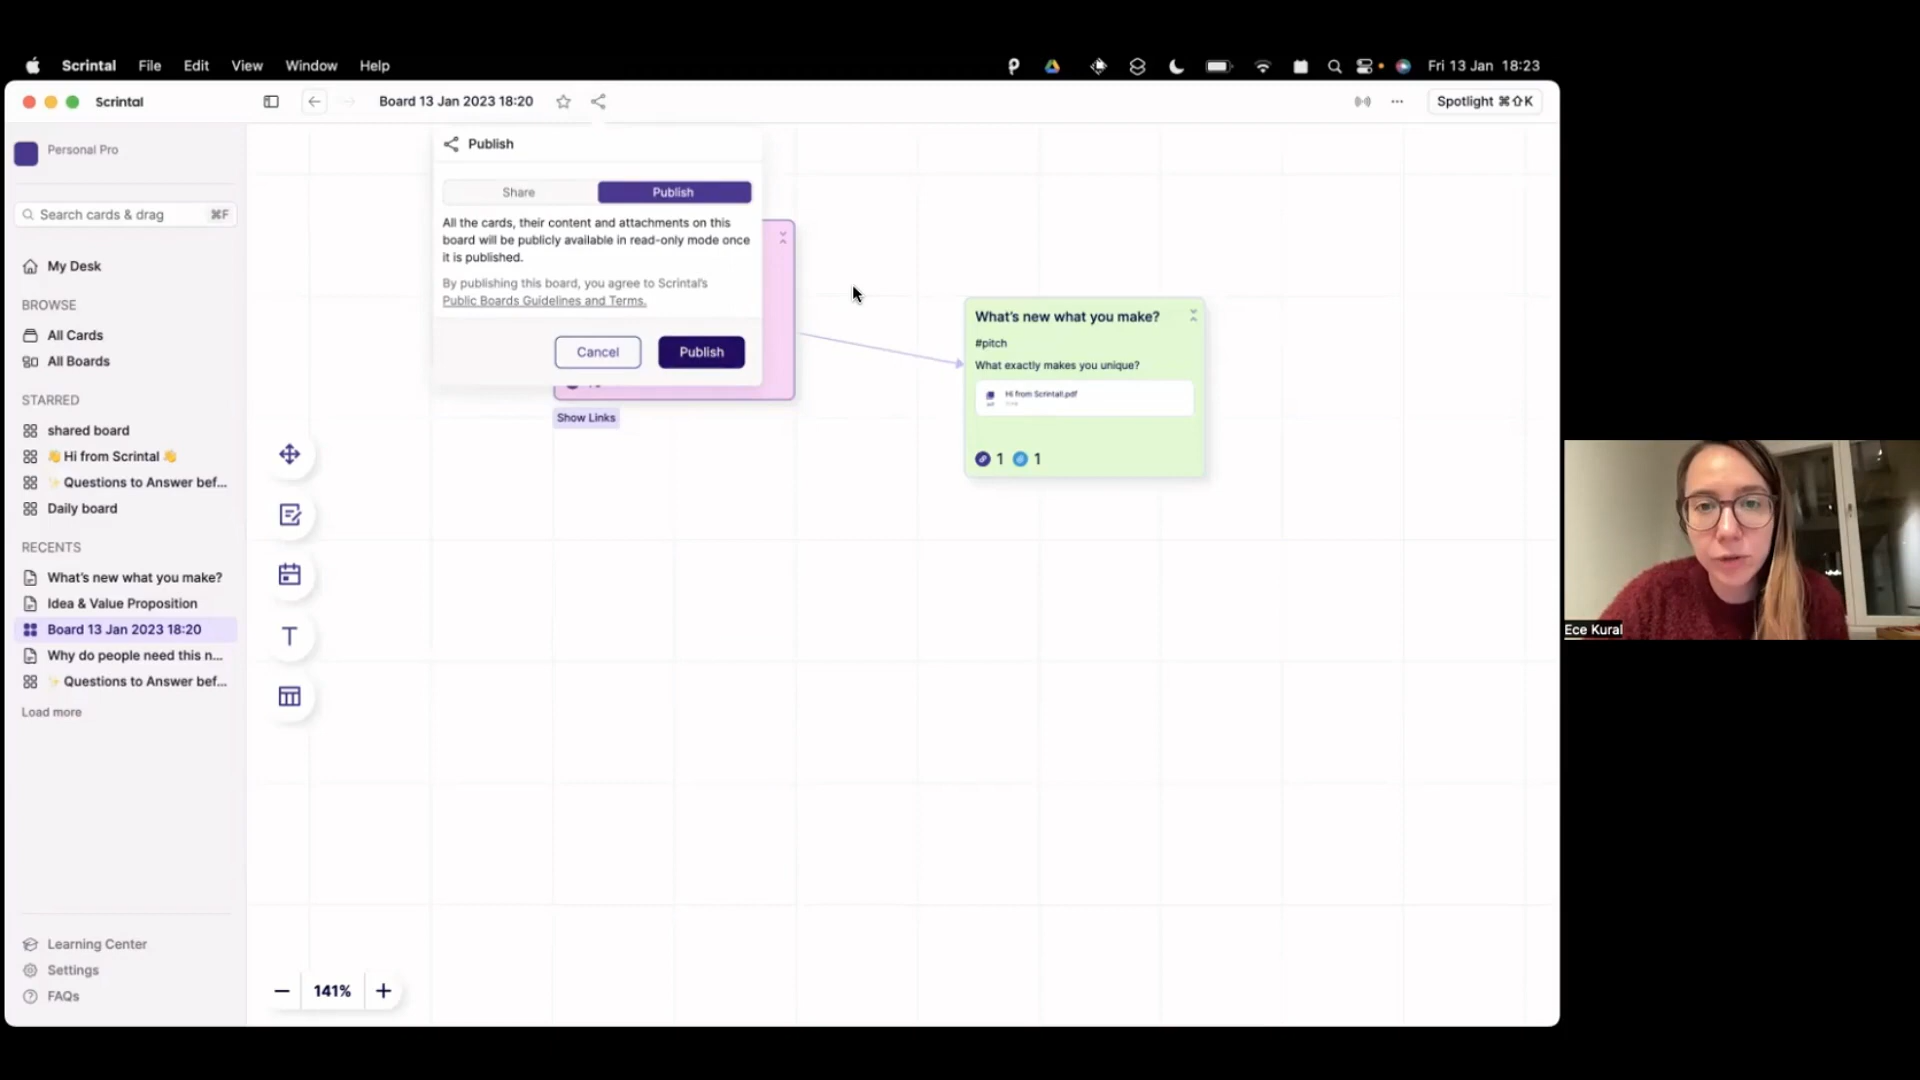 Scrintal File Edit View Window Help
Fri 13 Jan 18:23
Scrintal
Board 13 Jan 2023 18:20
Spotlight ⌘⇧K
Personal Pro
Search cards & drag ⌘F
My Desk
BROWSE
All Cards
All Boards
STARRED
shared board
👋 Hi from Scrintal 👋
✨ Questions to Answer bef...
Daily board
RECENTS
What's new what you make?
Idea & Value Proposition
Board 13 Jan 2023 18:20
Why do people need this n...
✨ Questions to Answer bef...
Load more
Learning Center
Settings
FAQs
Publish
Share Publish
All the cards, their content and attachments on this
board will be publicly available in read-only mode once
it is published.
By publishing this board, you agree to Scrintal's
Public Boards Guidelines and Terms.
Cancel Publish
Show Links
What's new what you make?
#pitch
What exactly makes you unique?
Hi from Scrintall.pdf
1 1
141%
Ece Kural